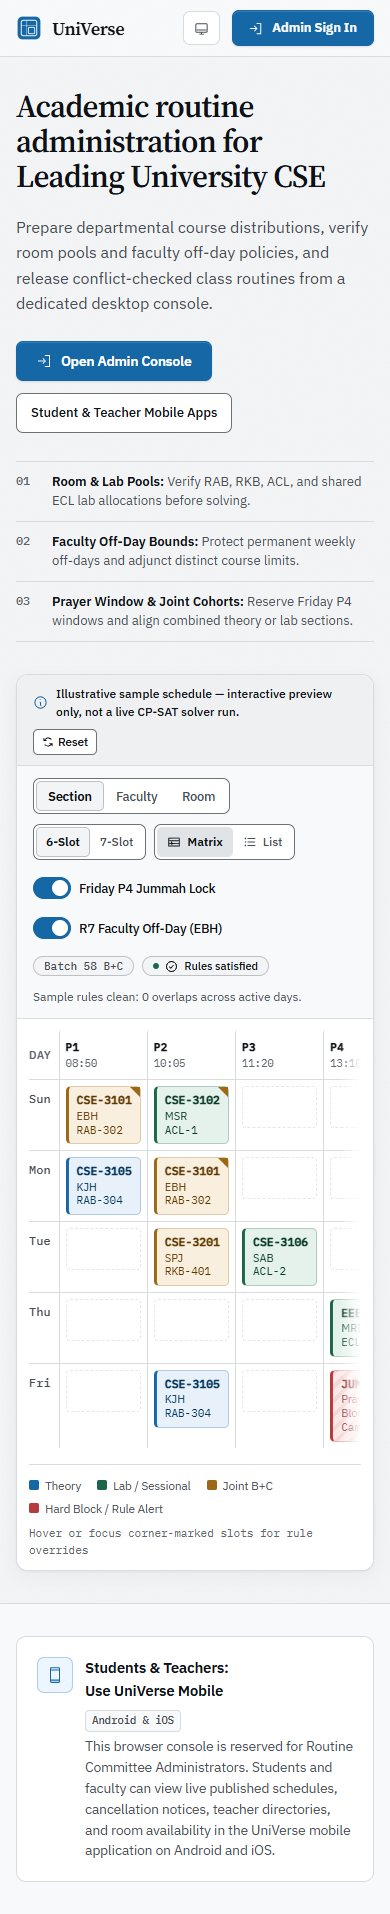 UniVerse
Admin Sign In
Academic routine
administration for
Leading University CSE
Prepare departmental course distributions, verify
room pools and faculty off-day policies, and
release conflict-checked class routines from a
dedicated desktop console.
Open Admin Console
Student & Teacher Mobile Apps
01 Room & Lab Pools: Verify RAB, RKB, ACL, and shared
ECL lab allocations before solving.
02 Faculty Off-Day Bounds: Protect permanent weekly
off-days and adjunct distinct course limits.
03 Prayer Window & Joint Cohorts: Reserve Friday P4
windows and align combined theory or lab sections.
Illustrative sample schedule — interactive preview
only, not a live CP-SAT solver run.
Reset
Section Faculty Room
6-Slot 7-Slot Matrix List
Friday P4 Jummah Lock
R7 Faculty Off-Day (EBH)
Batch 58 B+C Rules satisfied
Sample rules clean: 0 overlaps across active days.
DAY P1 P2 P3 P4
08:50 10:05 11:20 13:10
Sun CSE-3101 CSE-3102
EBH MSR
RAB-302 ACL-1
Mon CSE-3105 CSE-3101
KJH EBH
RAB-304 RAB-302
Tue CSE-3201 CSE-3106
SPJ SAB
RKB-401 ACL-2
Thu EEE
ECL
Fri CSE-3105 JUM
KJH Pra
RAB-304 Blo
Cam
Theory Lab / Sessional Joint B+C
Hard Block / Rule Alert
Hover or focus corner-marked slots for rule
overrides
Students & Teachers:
Use UniVerse Mobile
Android & iOS
This browser console is reserved for Routine
Committee Administrators. Students and
faculty can view live published schedules,
cancellation notices, teacher directories,
and room availability in the UniVerse mobile
application on Android and iOS.